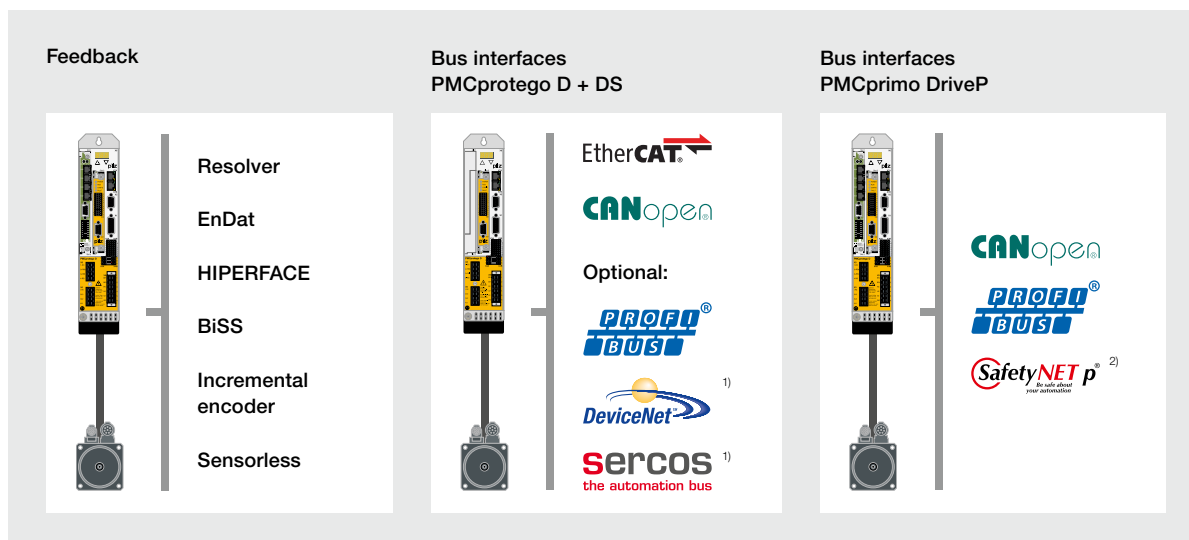 Feedback
Resolver
EnDat
HIPERFACE
BiSS
Incremental
encoder
Sensorless
Bus interfaces
PMCprotego D + DS
EtherCAT®
CANopen®
Optional:
PROFI®
BUS
DeviceNet™ 1)
sercos 1)
the automation bus
Bus interfaces
PMCprimo DriveP
CANopen®
PROFI®
BUS
SafetyNET p® 2)
Be safe about
your automation